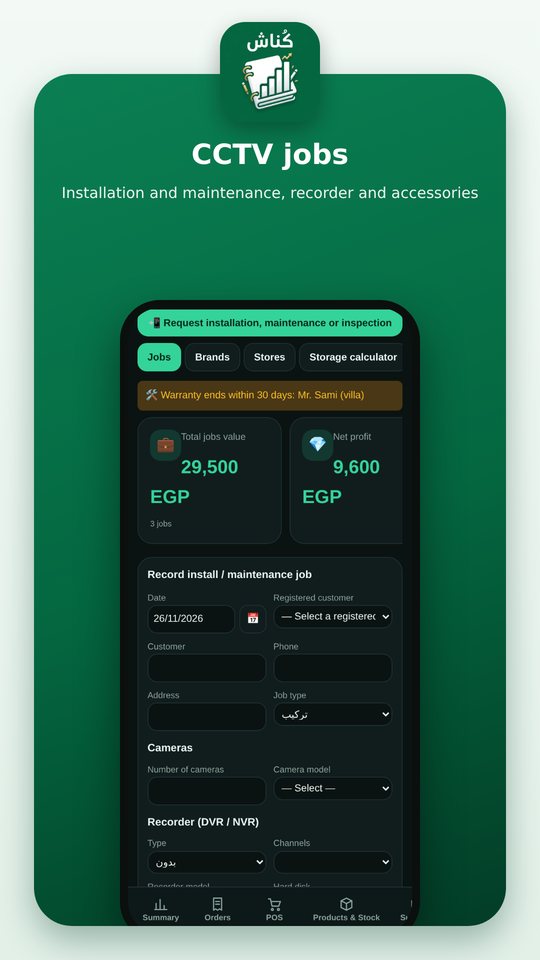 كُناش
CCTV jobs
Installation and maintenance, recorder and accessories
📲 Request installation, maintenance or inspection
Jobs Brands Stores Storage calculator
🛠️ Warranty ends within 30 days: Mr. Sami (villa)
Total jobs value
29,500
EGP
3 jobs
Net profit
9,600
EGP
Record install / maintenance job
Date Registered customer
26/11/2026 — Select a registered
Customer Phone
Address Job type
تركيب
Cameras
Number of cameras Camera model
— Select —
Recorder (DVR / NVR)
Type Channels
بدون
Recorder model Hard disk
Summary Orders POS Products & Stock